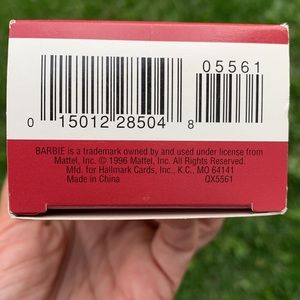 05561
0 15012 28504 8
BARBIE is a trademark owned by and used under license from
Mattel, Inc. © 1996 Mattel, Inc. All Rights Reserved.
Mfd. for Hallmark Cards, Inc., K.C., MO 64141
Made in China QX5561